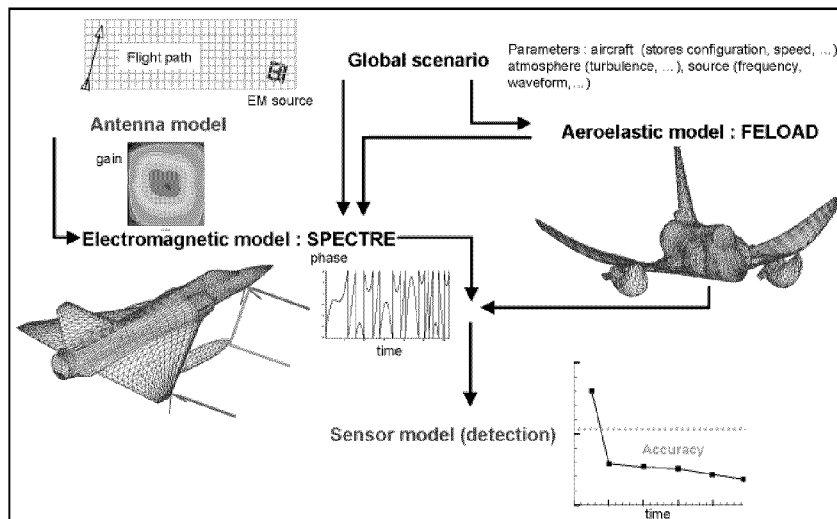 Flight path
EM source
Global scenario
Parameters : aircraft (stores configuration, speed, ...)
atmosphere (turbulence, ...), source (frequency,
waveform,...)
Antenna model
gain
Aeroelastic model : FELOAD
Electromagnetic model : SPECTRE
phase
time
Sensor model (detection)
Accuracy
time